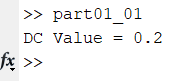 >> part01_01
DC Value = 0.2
fx >>